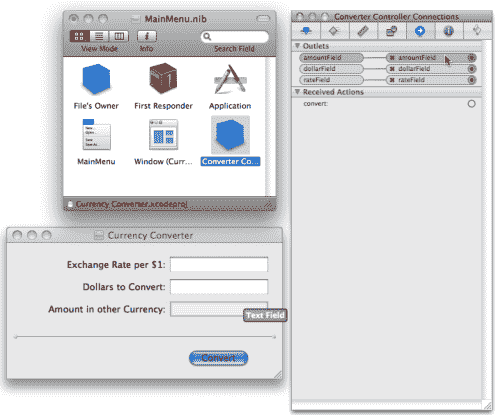 MainMenu.nib
View Mode
Info
Search Field
File's Owner
First Responder
Application
MainMenu
Window (Curr...
Converter Co...
Currency Converter.xcodeproj
Currency Converter
Exchange Rate per $1:
Dollars to Convert:
Amount in other Currency:
Text Field
Convert
Converter Controller Connections
Outlets
amountField amountField
dollarField dollarField
rateField rateField
Received Actions
convert: